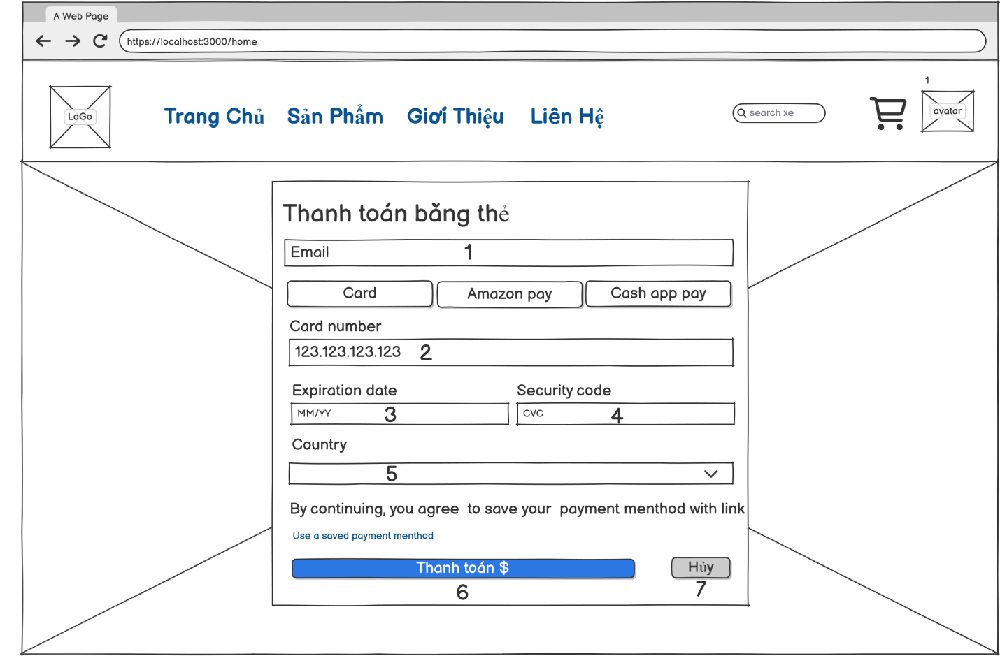 A Web Page
https://localhost:3000/home
1
LoGo Trang Chủ Sản Phẩm Giới Thiệu Liên Hệ search xe avatar
Thanh toán bằng thẻ
Email 1
Card Amazon pay Cash app pay
Card number
123.123.123.123 2
Expiration date Security code
MM/YY 3 CVC 4
Country
5
By continuing, you agree to save your payment menthod with link
Use a saved payment menthod
Thanh toán $ Hủy
6 7